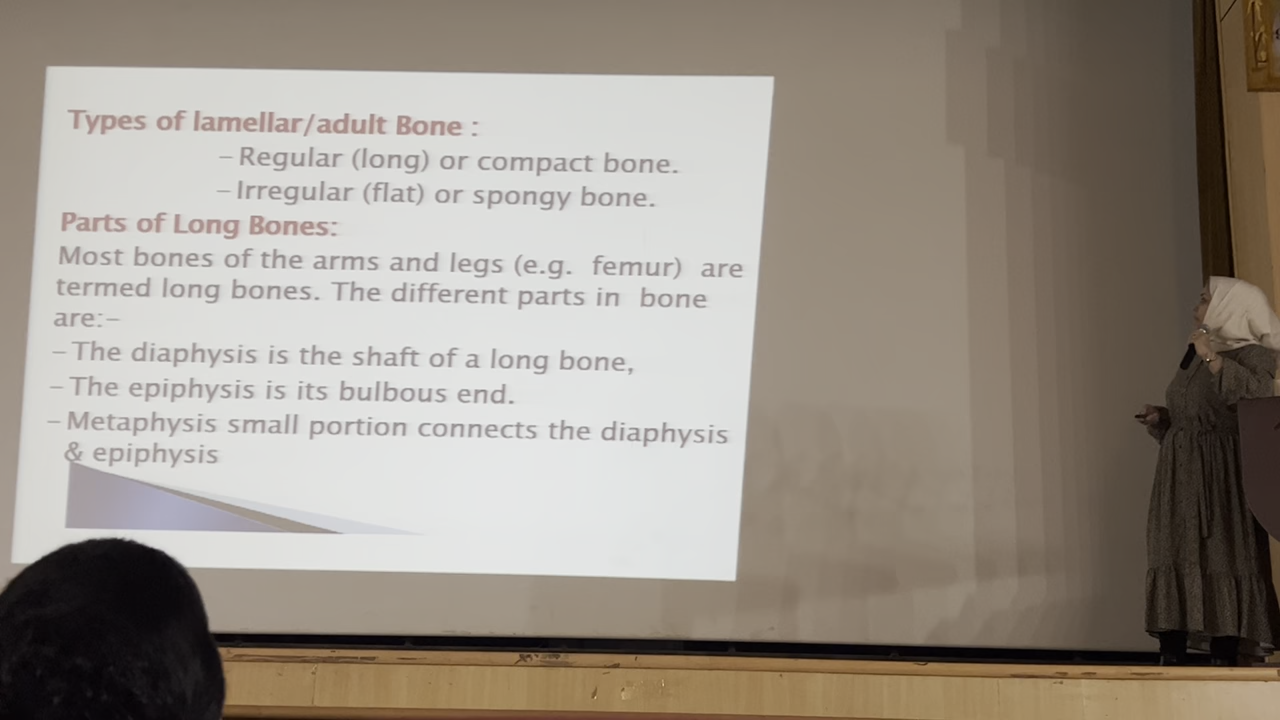 Types of lamellar/adult Bone :
– Regular (long) or compact bone.
– Irregular (flat) or spongy bone.
Parts of Long Bones:
Most bones of the arms and legs (e.g. femur) are
termed long bones. The different parts in bone
are:–
– The diaphysis is the shaft of a long bone,
– The epiphysis is its bulbous end.
– Metaphysis small portion connects the diaphysis
& epiphysis